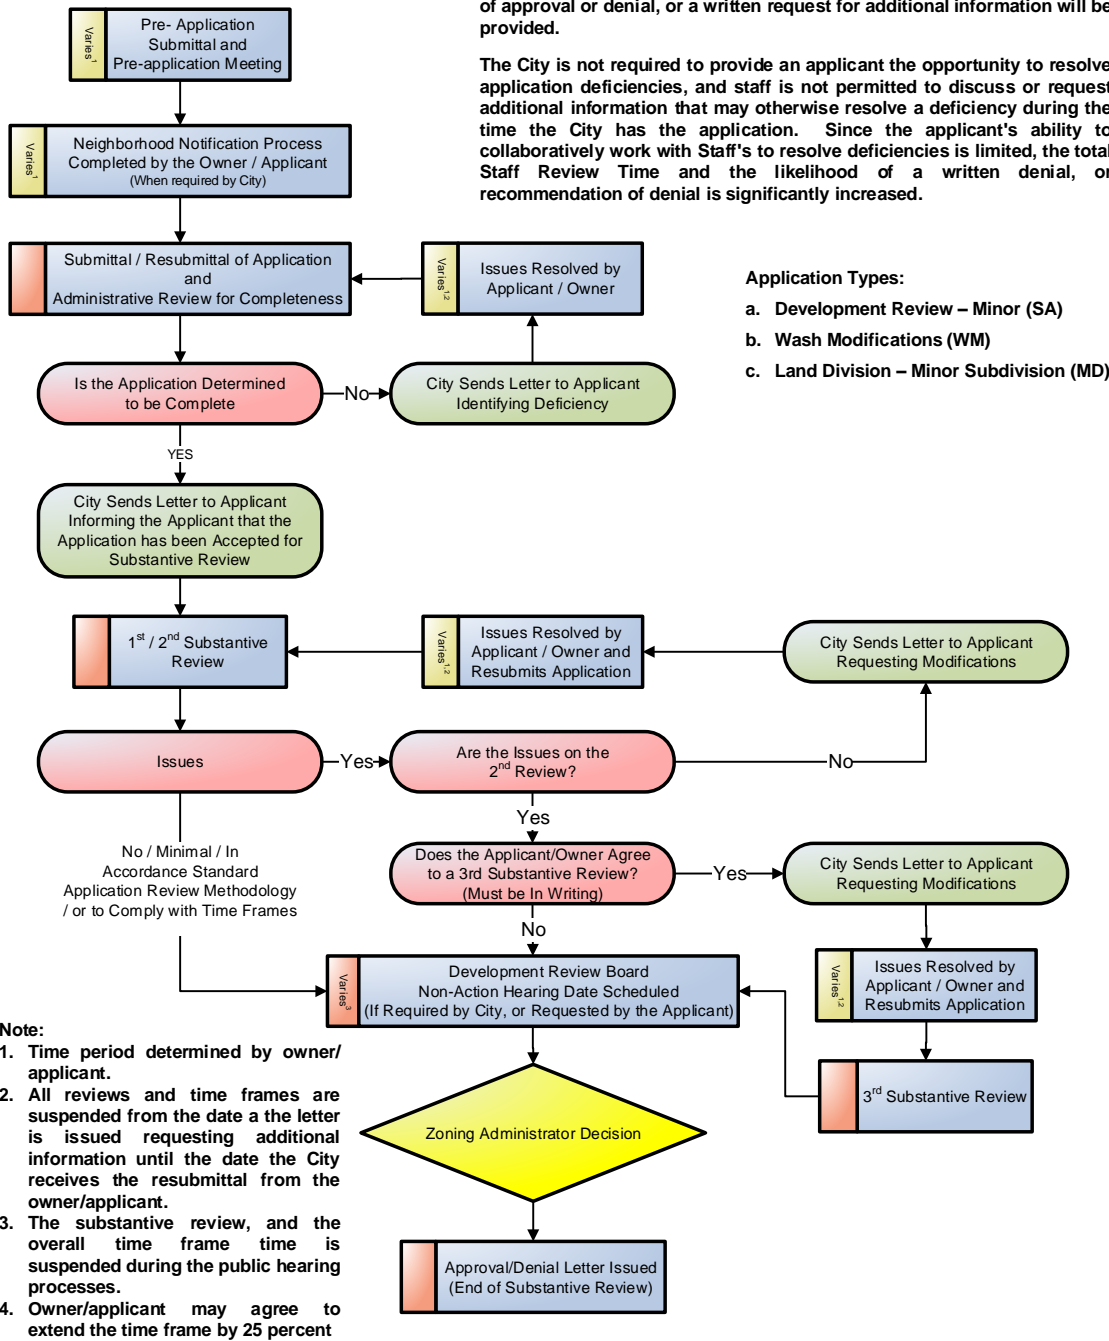 of approval or denial, or a written request for additional information will be
provided.
The City is not required to provide an applicant the opportunity to resolve
application deficiencies, and staff is not permitted to discuss or request
additional information that may otherwise resolve a deficiency during the
time the City has the application. Since the applicant's ability to
collaboratively work with Staff's to resolve deficiencies is limited, the total
Staff Review Time and the likelihood of a written denial, or
recommendation of denial is significantly increased.
Varies1
Pre- Application
Submittal and
Pre-application Meeting
Varies1
Neighborhood Notification Process
Completed by the Owner / Applicant
(When required by City)
Submittal / Resubmittal of Application
and
Administrative Review for Completeness
Varies1,2
Issues Resolved by
Applicant / Owner
Application Types:
a. Development Review – Minor (SA)
b. Wash Modifications (WM)
c. Land Division – Minor Subdivision (MD)
Is the Application Determined
to be Complete
No
City Sends Letter to Applicant
Identifying Deficiency
YES
City Sends Letter to Applicant
Informing the Applicant that the
Application has been Accepted for
Substantive Review
1st / 2nd Substantive
Review
Varies1,2
Issues Resolved by
Applicant / Owner and
Resubmits Application
City Sends Letter to Applicant
Requesting Modifications
Issues
Yes
Are the Issues on the
2nd Review?
No
Yes
No / Minimal / In
Accordance Standard
Application Review Methodology
/ or to Comply with Time Frames
Does the Applicant/Owner Agree
to a 3rd Substantive Review?
(Must be In Writing)
Yes
City Sends Letter to Applicant
Requesting Modifications
No
Varies3
Development Review Board
Non-Action Hearing Date Scheduled
(If Required by City, or Requested by the Applicant)
Varies1,2
Issues Resolved by
Applicant / Owner and
Resubmits Application
3rd Substantive Review
Zoning Administrator Decision
Approval/Denial Letter Issued
(End of Substantive Review)
Note:
1. Time period determined by owner/
applicant.
2. All reviews and time frames are
suspended from the date a the letter
is issued requesting additional
information until the date the City
receives the resubmittal from the
owner/applicant.
3. The substantive review, and the
overall time frame time is
suspended during the public hearing
processes.
4. Owner/applicant may agree to
extend the time frame by 25 percent